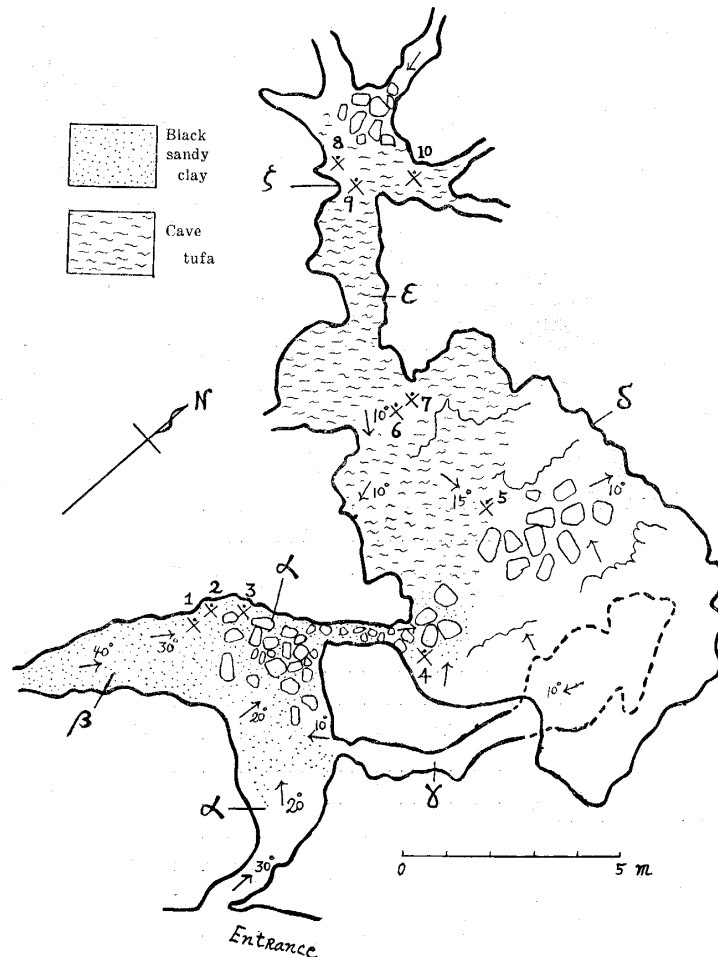 Black
sandy
clay
8
10
ξ
9
Cave
tufa
ε
N
7
δ
10°
6
10°
15°
5
10°
α
1
2
3
4
40°
30°
β
20°
10°
10°
γ
α
20°
30°
0
5 m
Entrance